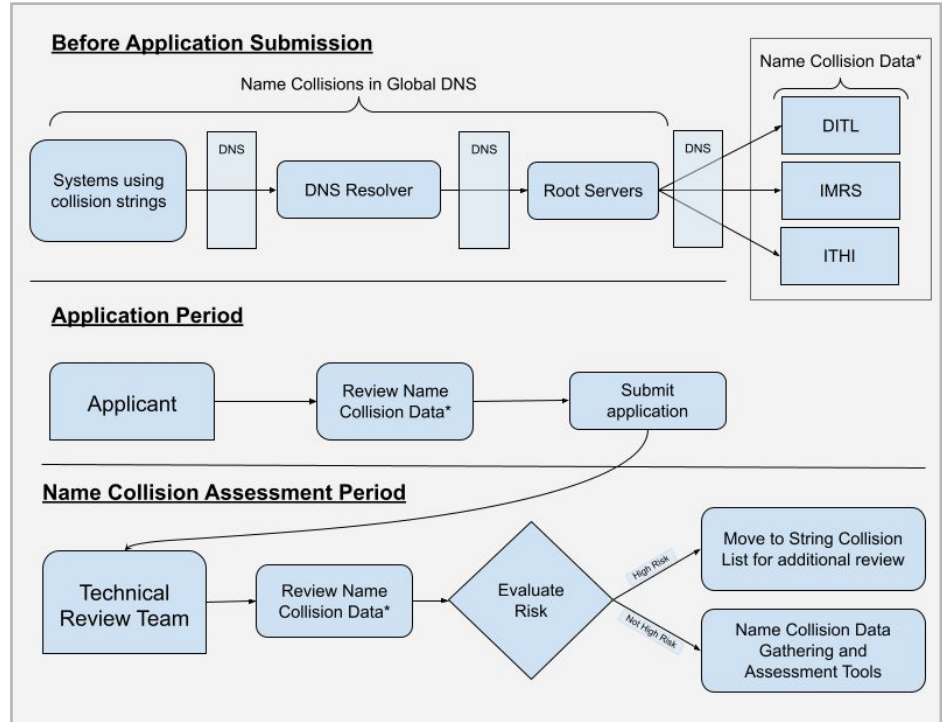 Before Application Submission
Name Collisions in Global DNS
Name Collision Data*
Systems using
collision strings
DNS
DNS Resolver
DNS
Root Servers
DNS
DITL
IMRS
ITHI
Application Period
Applicant
Review Name
Collision Data*
Submit
application
Name Collision Assessment Period
Technical
Review Team
Review Name
Collision Data*
Evaluate
Risk
High Risk
Not High Risk
Move to String Collision
List for additional review
Name Collision Data
Gathering and
Assessment Tools